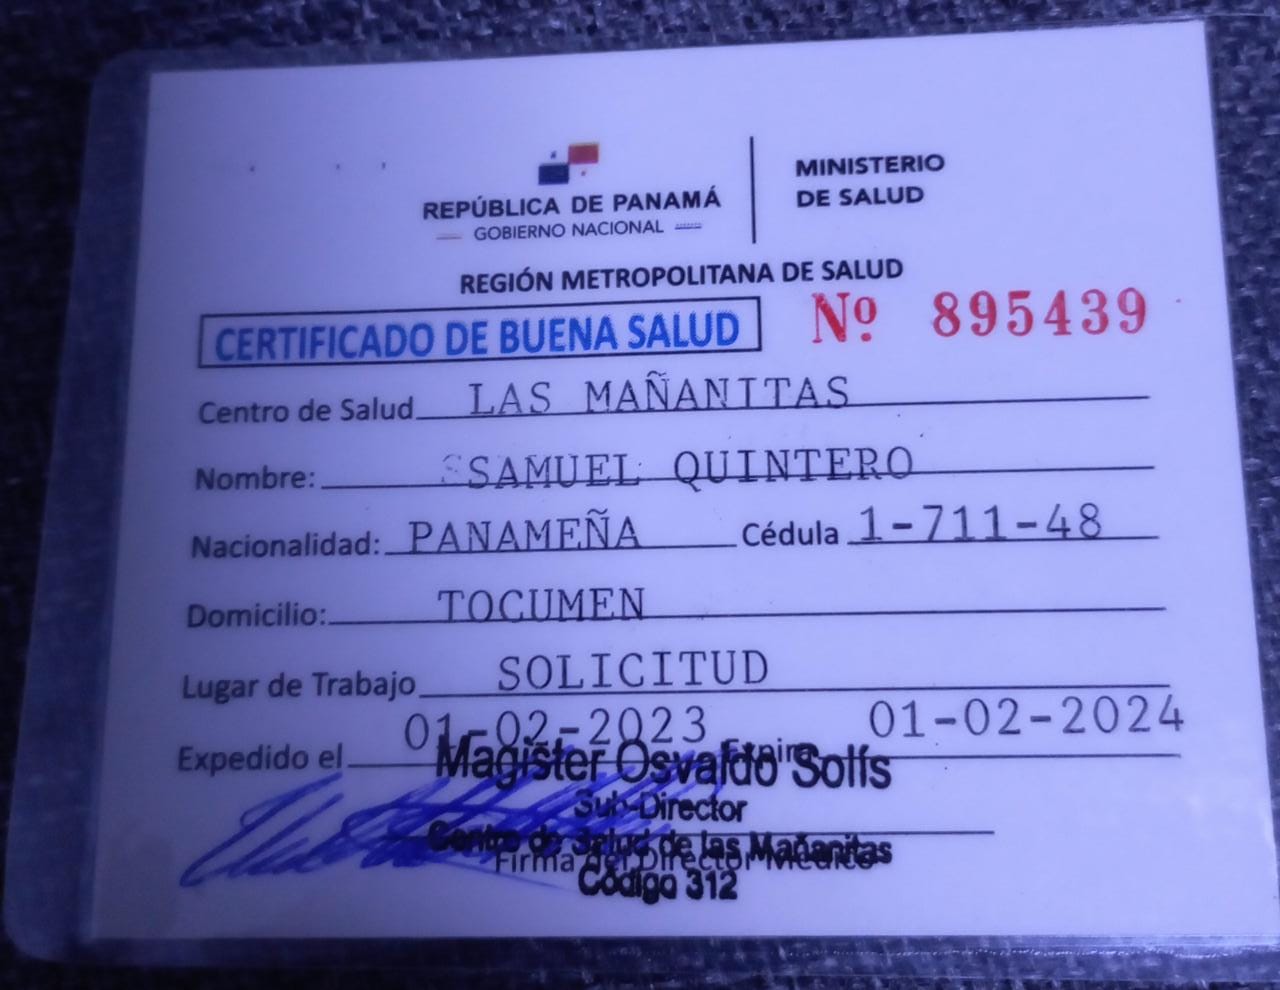 REPÚBLICA DE PANAMÁ
GOBIERNO NACIONAL
MINISTERIO
DE SALUD
REGIÓN METROPOLITANA DE SALUD
CERTIFICADO DE BUENA SALUD Nº 895439
Centro de Salud LAS MAÑANITAS
Nombre: SSAMUEL QUINTERO
Nacionalidad: PANAMEÑA Cédula 1-711-48
Domicilio: TOCUMEN
Lugar de Trabajo SOLICITUD
Expedido el 01-02-2023 Expira 01-02-2024
Magister Osvaldo Solís
Sub-Director
Centro de Salud de las Mañanitas
Firma del Director Médico
Código 312